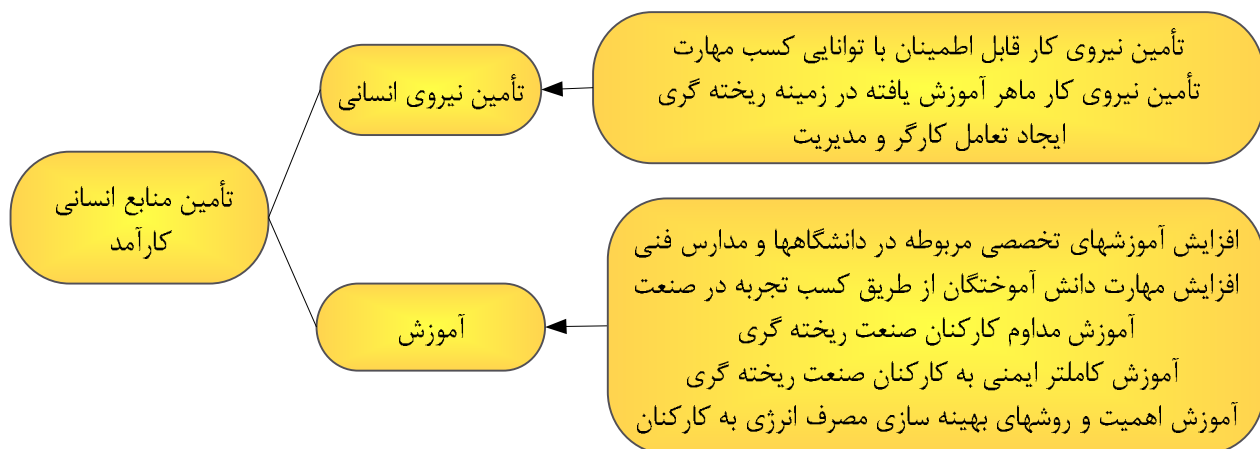 تأمین نیروی کار قابل اطمینان با توانایی کسب مهارت
تأمین نیروی کار ماهر آموزش یافته در زمینه ریخته گری
ایجاد تعامل کارگر و مدیریت
تأمین نیروی انسانی
تأمین منابع انسانی
کارآمد
افزایش آموزشهای تخصصی مربوطه در دانشگاهها و مدارس فنی
افزایش مهارت دانش آموختگان از طریق کسب تجربه در صنعت
آموزش مداوم کارکنان صنعت ریخته گری
آموزش کاملتر ایمنی به کارکنان صنعت ریخته گری
آموزش اهمیت و روشهای بهینه سازی مصرف انرژی به کارکنان
آموزش